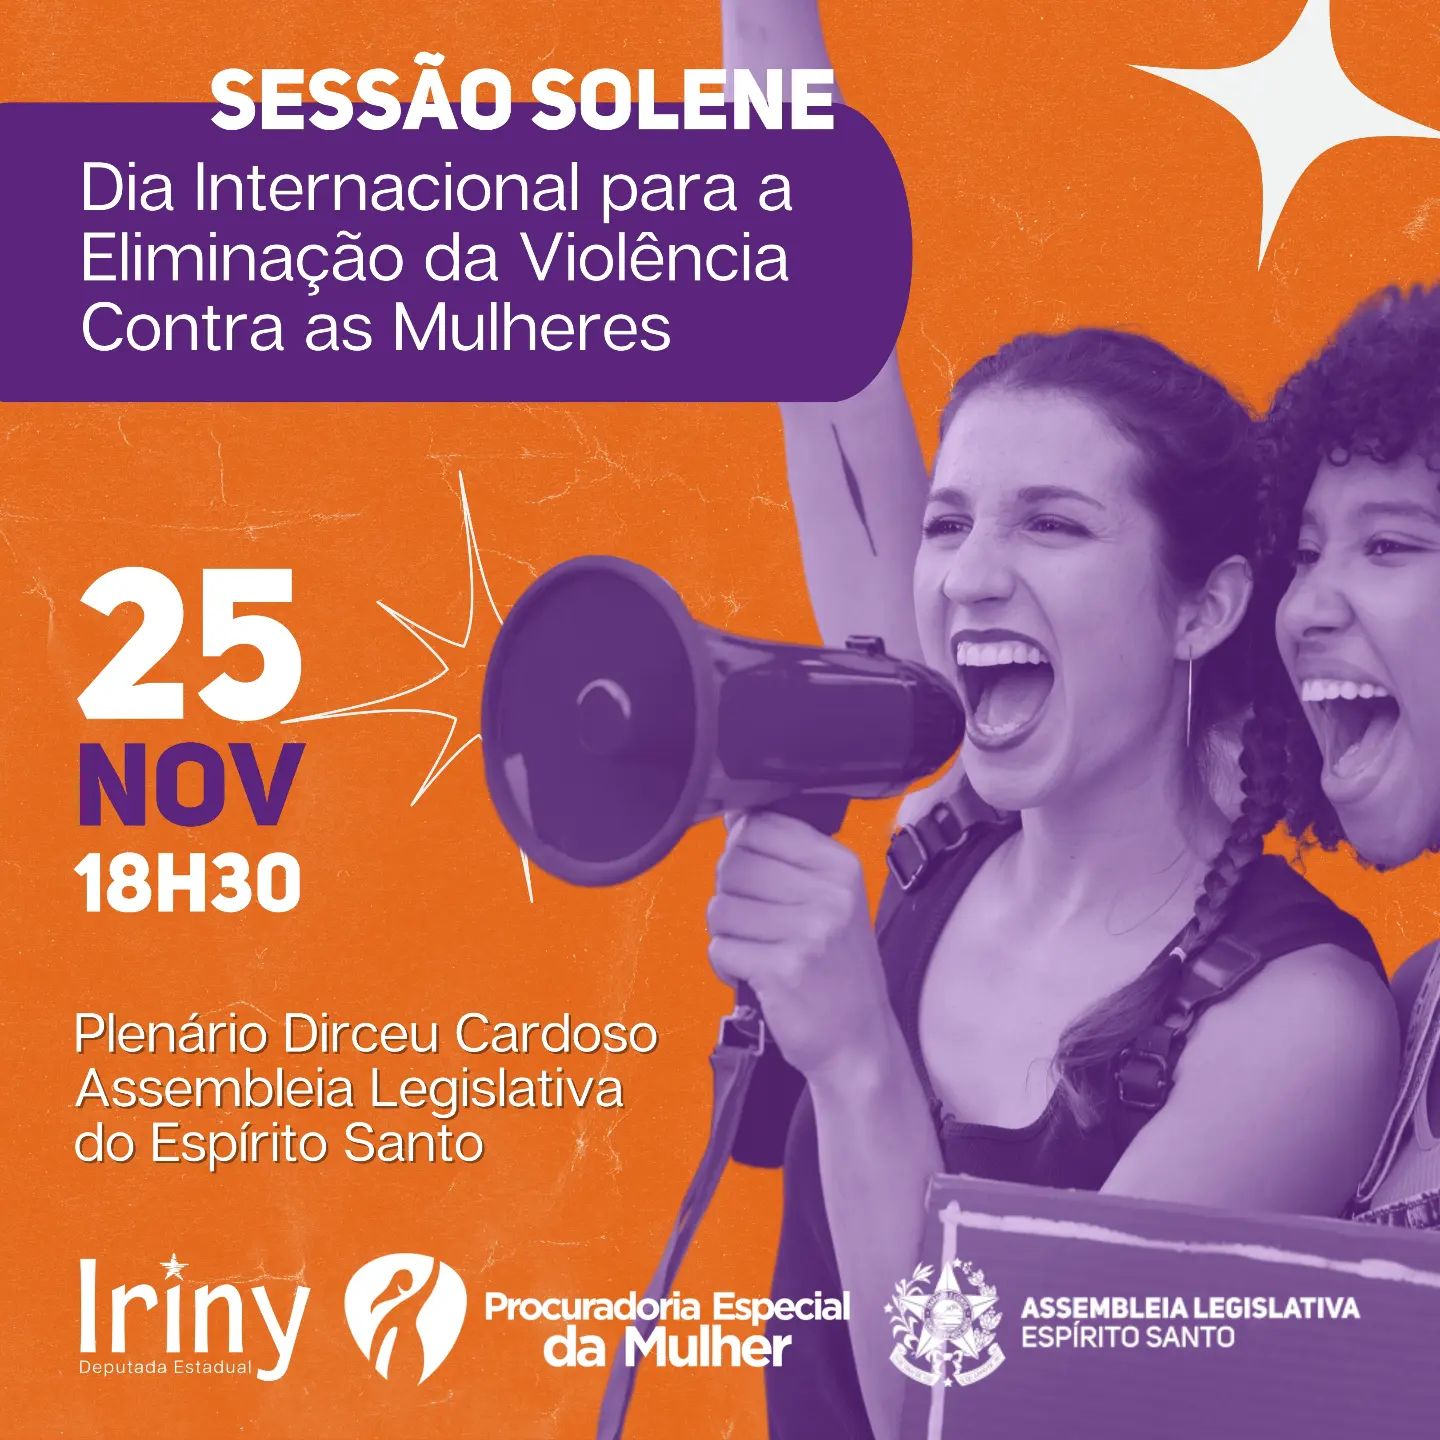 SESSÃO SOLENE
Dia Internacional para a
Eliminação da Violência
Contra as Mulheres
25
NOV
18H30
Plenário Dirceu Cardoso
Assembleia Legislativa
do Espírito Santo
Iriny
Deputada Estadual
Procuradoria Especial
da Mulher
ASSEMBLEIA LEGISLATIVA
ESPÍRITO SANTO